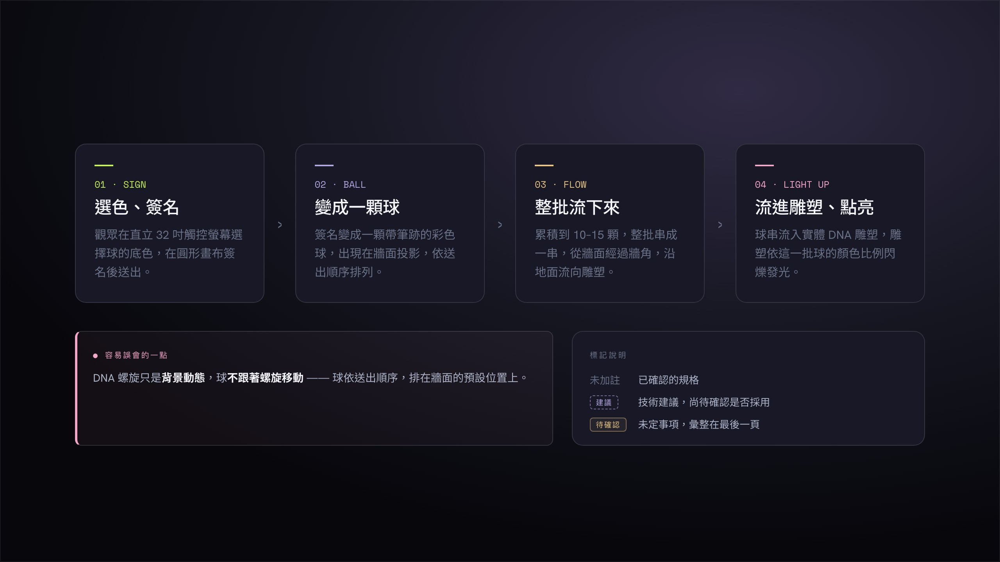 01 · SIGN
選色、簽名
觀眾在直立 32 吋觸控螢幕選
擇球的底色，在圓形畫布簽
名後送出。
>
02 · BALL
變成一顆球
簽名變成一顆帶筆跡的彩色
球，出現在牆面投影，依送
出順序排列。
>
03 · FLOW
整批流下來
累積到 10-15 顆，整批串成
一串，從牆面經過牆角，沿
地面流向雕塑。
>
04 · LIGHT UP
流進雕塑、點亮
球串流入實體 DNA 雕塑，雕
塑依這一批球的顏色比例閃
爍發光。
容易誤會的一點
DNA 螺旋只是背景動態，球不跟著螺旋移動 —— 球依送出順序，排在牆面的預設位置上。
標記說明
未加註 已確認的規格
建議 技術建議，尚待確認是否採用
待確認 未定事項，彙整在最後一頁